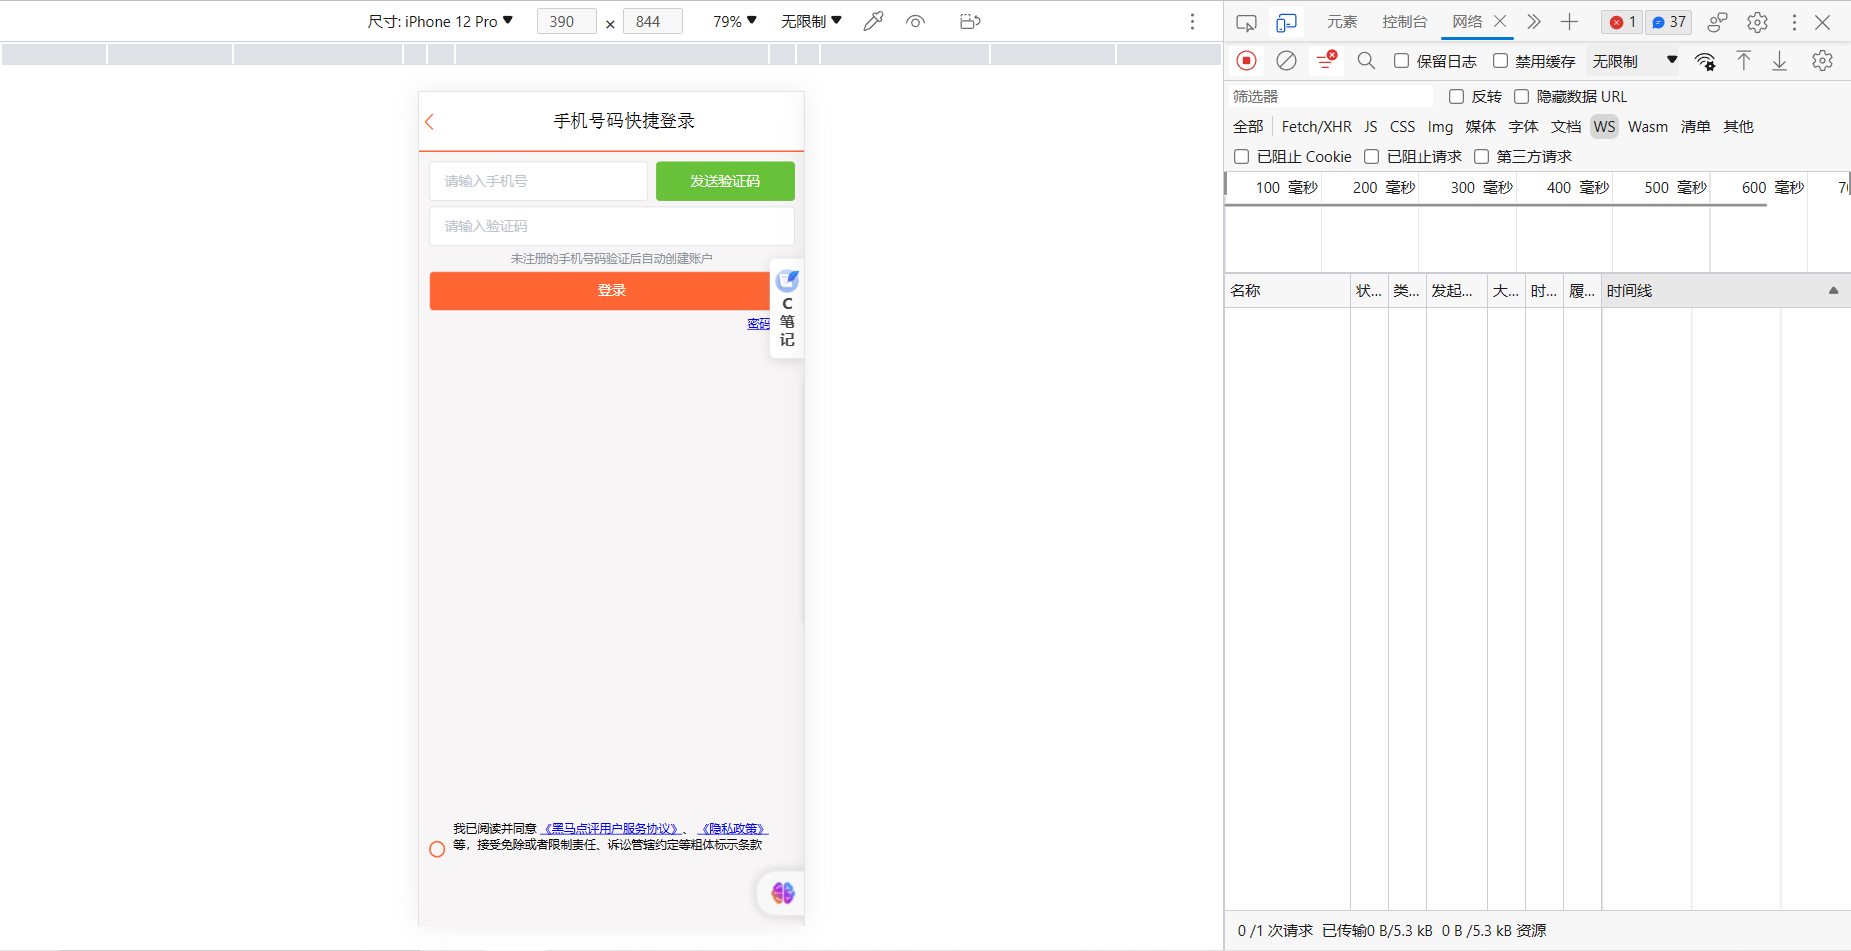 尺寸: iPhone 12 Pro ▼ 390 × 844 79% ▼ 无限制 ▼
手机号码快捷登录
请输入手机号 发送验证码
请输入验证码
未注册的手机号码验证后自动创建账户
登录
密码
C
笔
记
我已阅读并同意 《黑马点评用户服务协议》、 《隐私政策》
等，接受免除或者限制责任、诉讼管辖约定等粗体标示条款
元素 控制台 网络 1 37
保留日志 禁用缓存 无限制 ▼
筛选器 反转 隐藏数据 URL
全部 Fetch/XHR JS CSS Img 媒体 字体 文档 WS Wasm 清单 其他
已阻止 Cookie 已阻止请求 第三方请求
100 毫秒 200 毫秒 300 毫秒 400 毫秒 500 毫秒 600 毫秒
名称 状... 类... 发起... 大... 时... 履... 时间线 ▲
0 /1 次请求 已传输0 B/5.3 kB 0 B /5.3 kB 资源